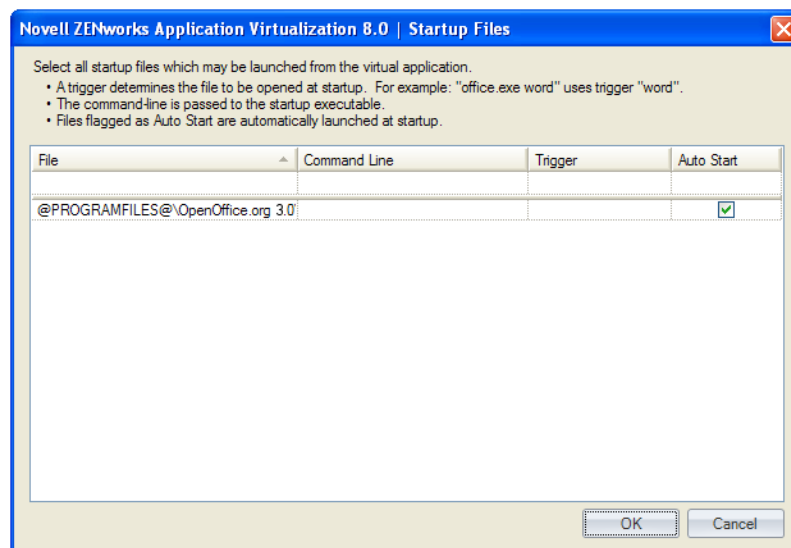 Novell ZENworks Application Virtualization 8.0 | Startup Files
Select all startup files which may be launched from the virtual application.
• A trigger determines the file to be opened at startup. For example: "office.exe word" uses trigger "word".
• The command-line is passed to the startup executable.
• Files flagged as Auto Start are automatically launched at startup.
File Command Line Trigger Auto Start
@PROGRAMFILES@\OpenOffice.org 3.0
OK Cancel